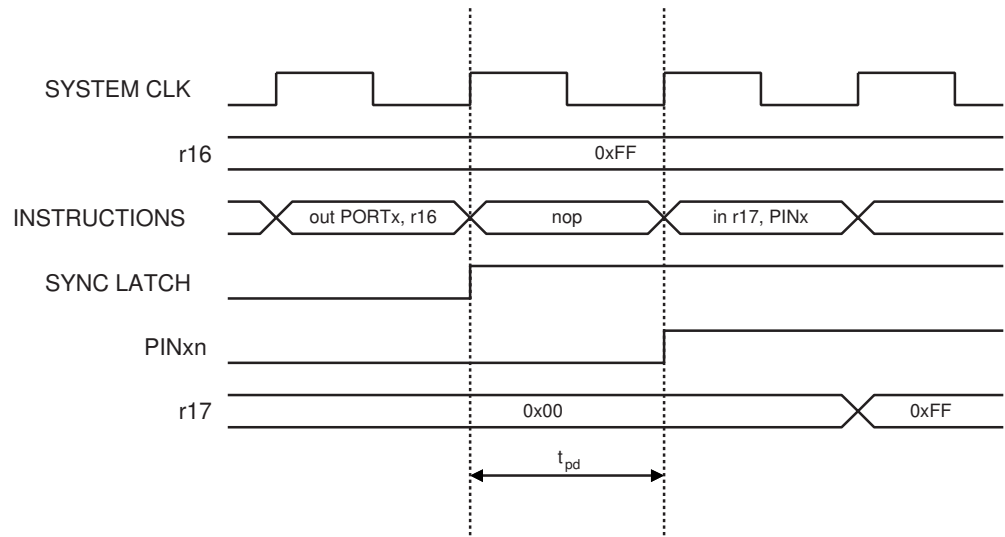 SYSTEM CLK
r16
0xFF
INSTRUCTIONS
out PORTx, r16
nop
in r17, PINx
SYNC LATCH
PINxn
r17
0x00
0xFF
tpd